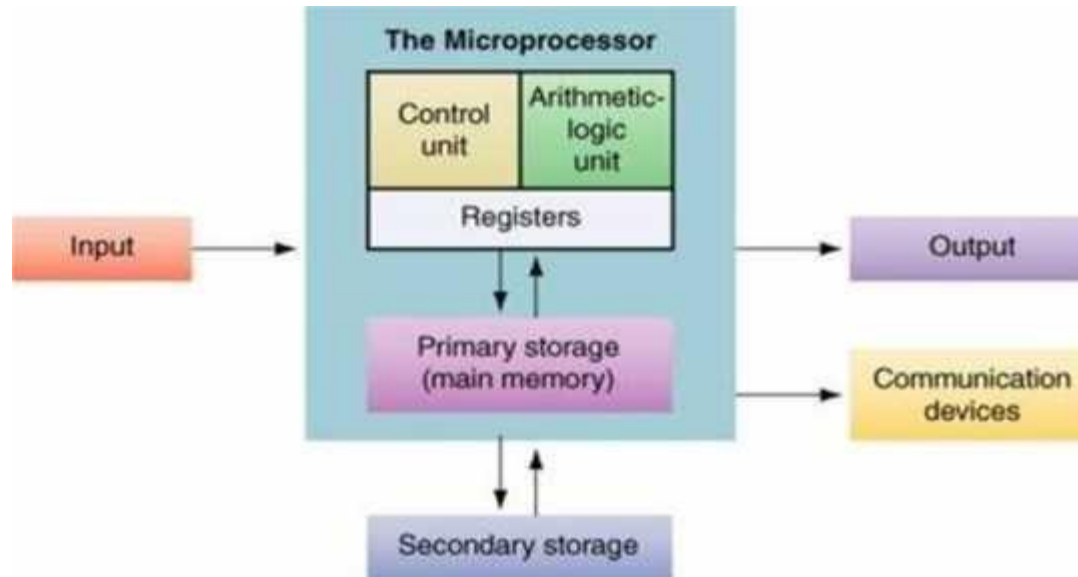 The Microprocessor
Control
unit
Arithmetic-
logic
unit
Registers
Input
Output
Primary storage
(main memory)
Communication
devices
Secondary storage